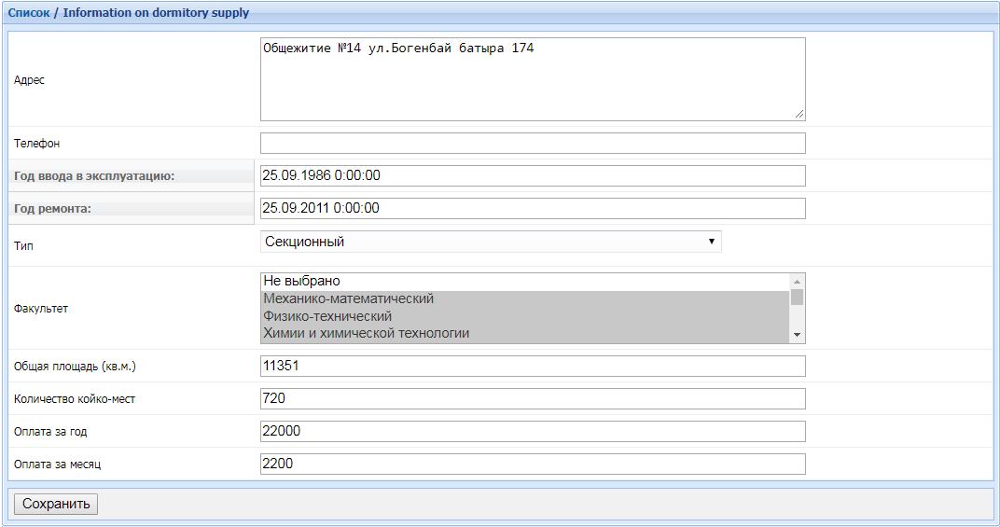 Список / Information on dormitory supply
Адрес
Общежитие №14 ул.Богенбай батыра 174
Телефон
Год ввода в эксплуатацию:
25.09.1986 0:00:00
Год ремонта:
25.09.2011 0:00:00
Тип
Секционный
Факультет
Не выбрано
Механико-математический
Физико-технический
Химии и химической технологии
Общая площадь (кв.м.)
11351
Количество койко-мест
720
Оплата за год
22000
Оплата за месяц
2200
Сохранить